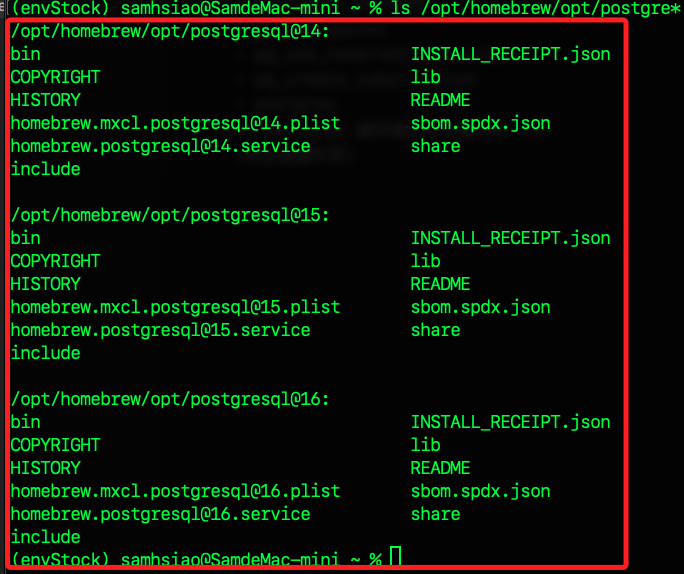 (envStock) samhsiao@SamdeMac-mini ~ % ls /opt/homebrew/opt/postgre*
/opt/homebrew/opt/postgresql@14:
bin INSTALL_RECEIPT.json
COPYRIGHT lib
HISTORY README
homebrew.mxcl.postgresql@14.plist sbom.spdx.json
homebrew.postgresql@14.service share
include
/opt/homebrew/opt/postgresql@15:
bin INSTALL_RECEIPT.json
COPYRIGHT lib
HISTORY README
homebrew.mxcl.postgresql@15.plist sbom.spdx.json
homebrew.postgresql@15.service share
include
/opt/homebrew/opt/postgresql@16:
bin INSTALL_RECEIPT.json
COPYRIGHT lib
HISTORY README
homebrew.mxcl.postgresql@16.plist sbom.spdx.json
homebrew.postgresql@16.service share
include
(envStock) samhsiao@SamdeMac-mini ~ %